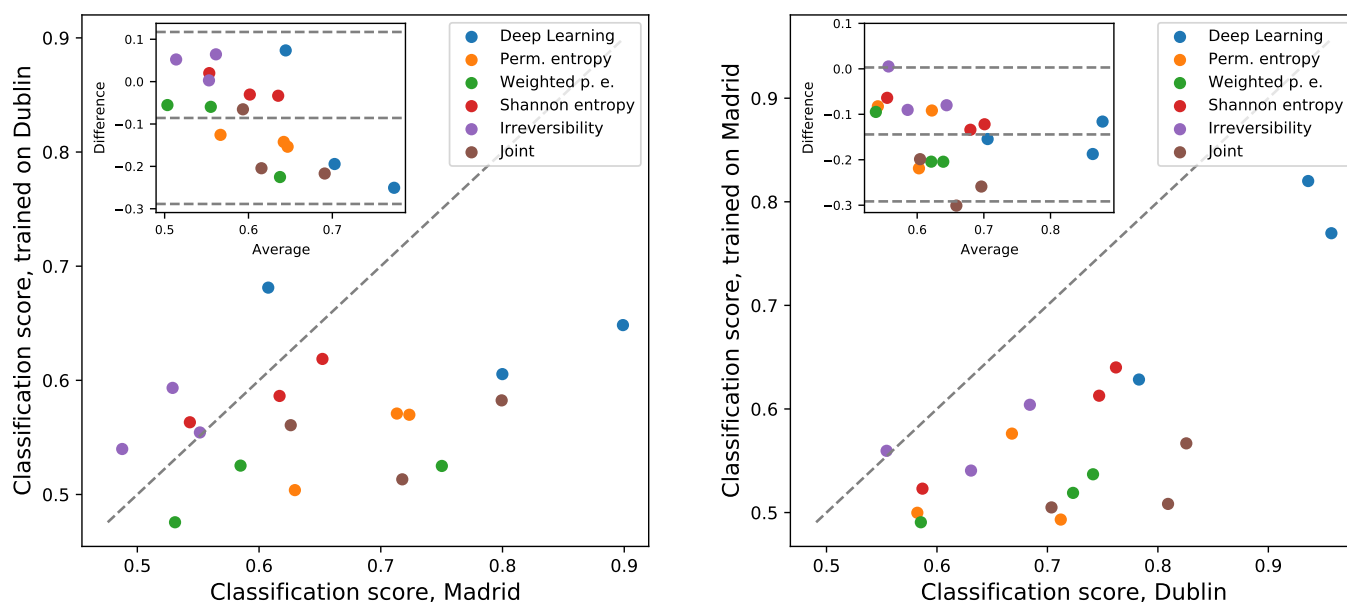 0.9
0.8
0.7
0.6
0.5
Classification score, trained on Dublin
0.5 0.6 0.7 0.8 0.9
Classification score, Madrid
0.1
0.0
−0.1
−0.2
−0.3
Difference
0.5 0.6 0.7
Average
Deep Learning
Perm. entropy
Weighted p. e.
Shannon entropy
Irreversibility
Joint
0.9
0.8
0.7
0.6
0.5
Classification score, trained on Madrid
0.5 0.6 0.7 0.8 0.9
Classification score, Dublin
0.1
0.0
−0.1
−0.2
−0.3
Difference
0.6 0.7 0.8
Average
Deep Learning
Perm. entropy
Weighted p. e.
Shannon entropy
Irreversibility
Joint